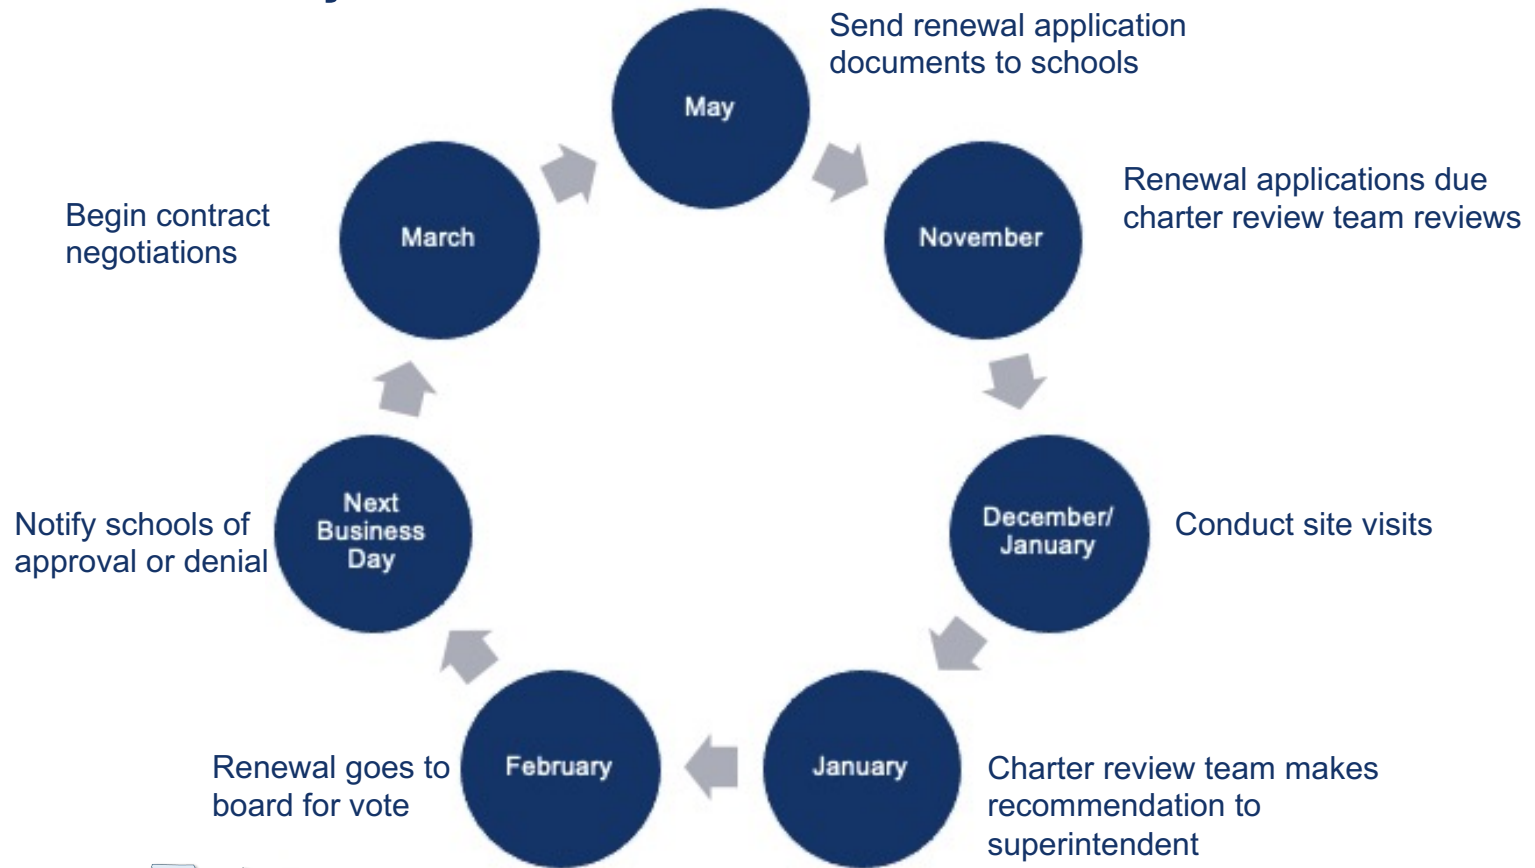 May
Send renewal application
documents to schools
November
Renewal applications due
charter review team reviews
December/
January
Conduct site visits
January
Charter review team makes
recommendation to
superintendent
February
Renewal goes to
board for vote
Next
Business
Day
Notify schools of
approval or denial
March
Begin contract
negotiations